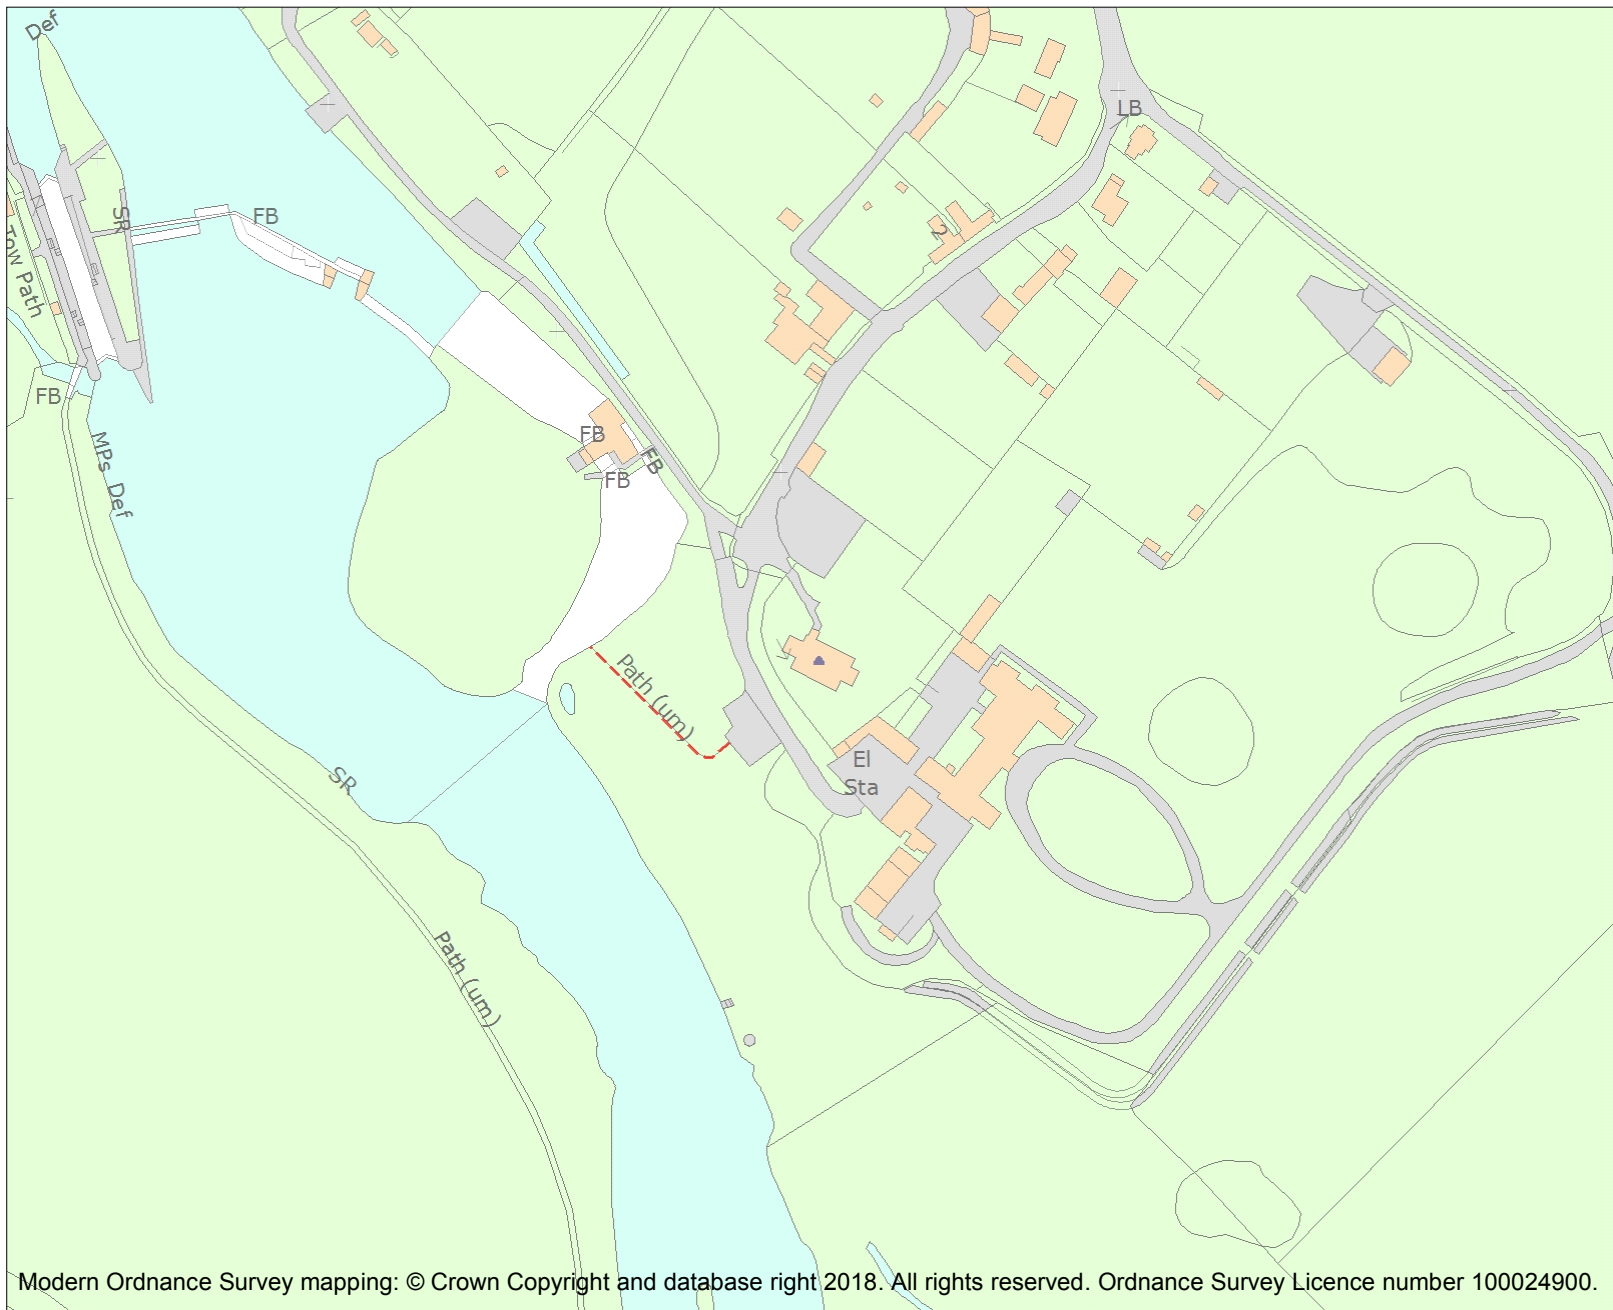 Def
LB
SR
FB
2
Tow Path
FB
FB
FB
FB
MPs Def
Path (um)
El
Sta
SR
Path (um)
Modern Ordnance Survey mapping: © Crown Copyright and database right 2018. All rights reserved. Ordnance Survey Licence number 100024900.